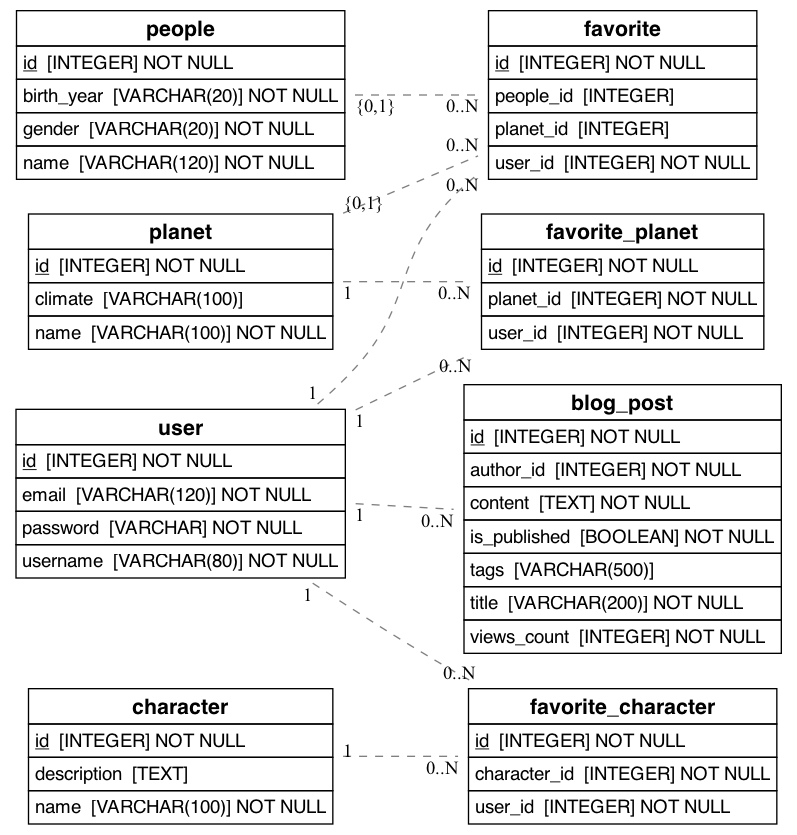 people
id [INTEGER] NOT NULL
birth_year [VARCHAR(20)] NOT NULL
gender [VARCHAR(20)] NOT NULL
name [VARCHAR(120)] NOT NULL
favorite
id [INTEGER] NOT NULL
people_id [INTEGER]
planet_id [INTEGER]
user_id [INTEGER] NOT NULL
{0,1}
0..N
0..N
{0,1}
0..N
planet
id [INTEGER] NOT NULL
climate [VARCHAR(100)]
name [VARCHAR(100)] NOT NULL
favorite_planet
id [INTEGER] NOT NULL
planet_id [INTEGER] NOT NULL
user_id [INTEGER] NOT NULL
1
0..N
1
0..N
1
user
id [INTEGER] NOT NULL
email [VARCHAR(120)] NOT NULL
password [VARCHAR] NOT NULL
username [VARCHAR(80)] NOT NULL
blog_post
id [INTEGER] NOT NULL
author_id [INTEGER] NOT NULL
content [TEXT] NOT NULL
is_published [BOOLEAN] NOT NULL
tags [VARCHAR(500)]
title [VARCHAR(200)] NOT NULL
views_count [INTEGER] NOT NULL
1
0..N
1
0..N
character
id [INTEGER] NOT NULL
description [TEXT]
name [VARCHAR(100)] NOT NULL
1
0..N
favorite_character
id [INTEGER] NOT NULL
character_id [INTEGER] NOT NULL
user_id [INTEGER] NOT NULL